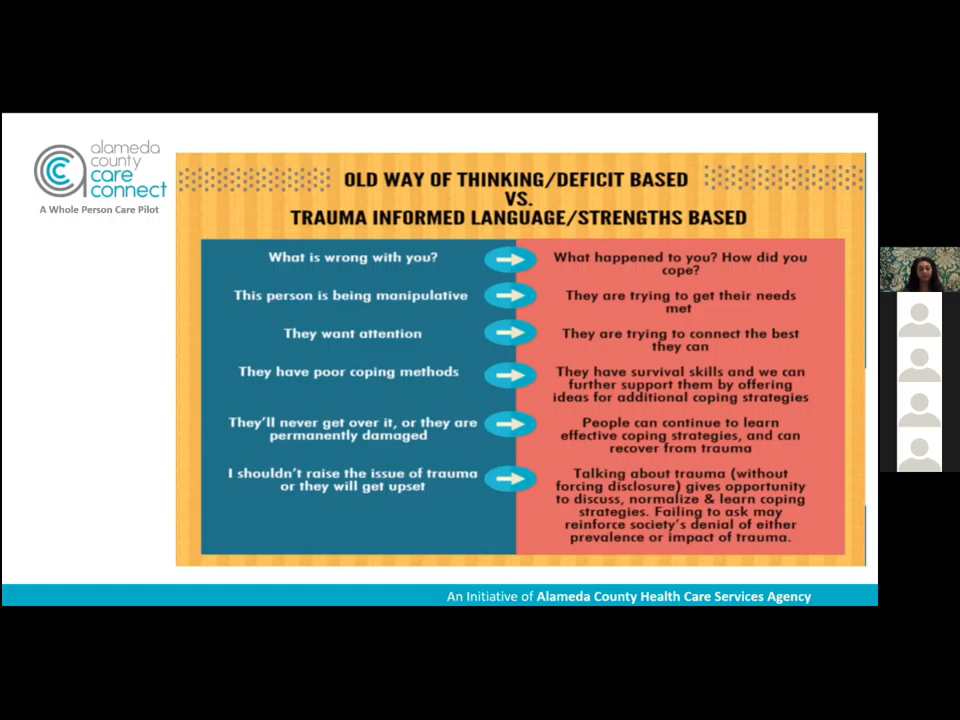 alameda
county
care
connect
A Whole Person Care Pilot
OLD WAY OF THINKING/DEFICIT BASED
VS.
TRAUMA INFORMED LANGUAGE/STRENGTHS BASED
What is wrong with you?
What happened to you? How did you
cope?
This person is being manipulative
They are trying to get their needs
met
They want attention
They are trying to connect the best
they can
They have poor coping methods
They have survival skills and we can
further support them by offering
ideas for additional coping strategies
They'll never get over it, or they are
permanently damaged
People can continue to learn
effective coping strategies, and can
recover from trauma
I shouldn't raise the issue of trauma
or they will get upset
Talking about trauma (without
forcing disclosure) gives opportunity
to discuss, normalize & learn coping
strategies. Failing to ask may
reinforce society's denial of either
prevalence or impact of trauma.
An Initiative of Alameda County Health Care Services Agency